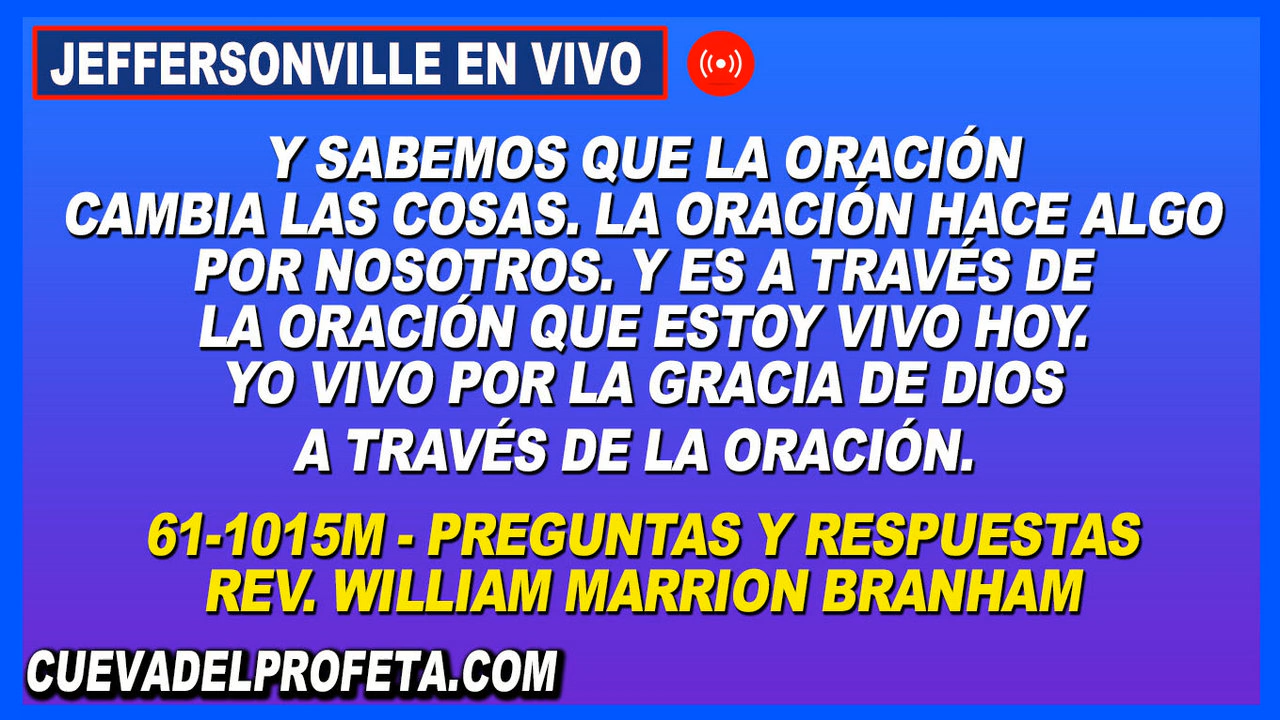 JEFFERSONVILLE EN VIVO
Y SABEMOS QUE LA ORACIÓN
CAMBIA LAS COSAS. LA ORACIÓN HACE ALGO
POR NOSOTROS. Y ES A TRAVÉS DE
LA ORACIÓN QUE ESTOY VIVO HOY.
YO VIVO POR LA GRACIA DE DIOS
A TRAVÉS DE LA ORACIÓN.
61-1015M - PREGUNTAS Y RESPUESTAS
REV. WILLIAM MARRION BRANHAM
CUEVADELPROFETA.COM